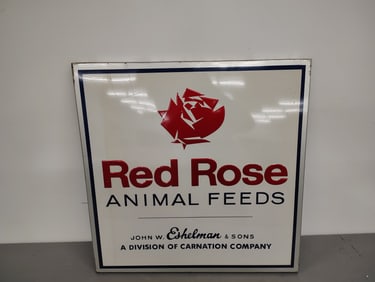 Red Rose
ANIMAL FEEDS
JOHN W. Eshelman & SONS
A DIVISION OF CARNATION COMPANY